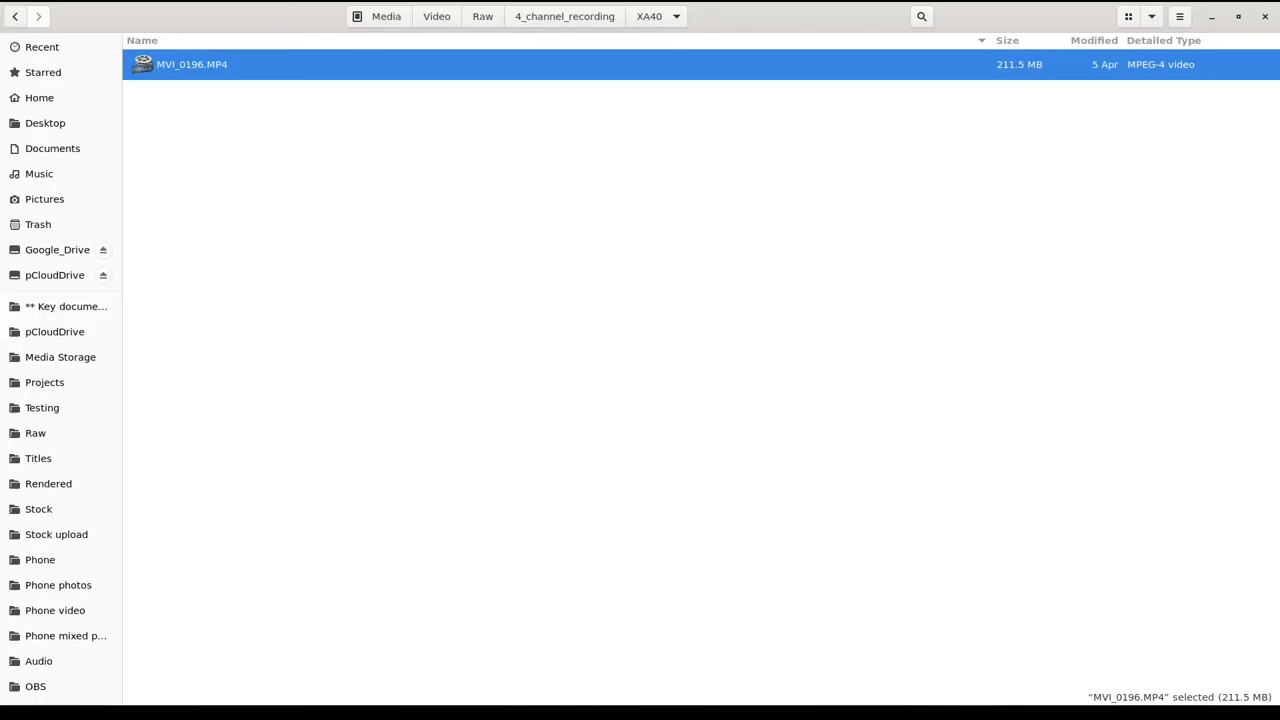 Media Video Raw 4_channel_recording XA40
Name Size Modified Detailed Type
MVI_0196.MP4 211.5 MB 5 Apr MPEG-4 video
Recent
Starred
Home
Desktop
Documents
Music
Pictures
Trash
Google_Drive
pCloudDrive
** Key docume...
pCloudDrive
Media Storage
Projects
Testing
Raw
Titles
Rendered
Stock
Stock upload
Phone
Phone photos
Phone video
Phone mixed p...
Audio
OBS
“MVI_0196.MP4” selected (211.5 MB)